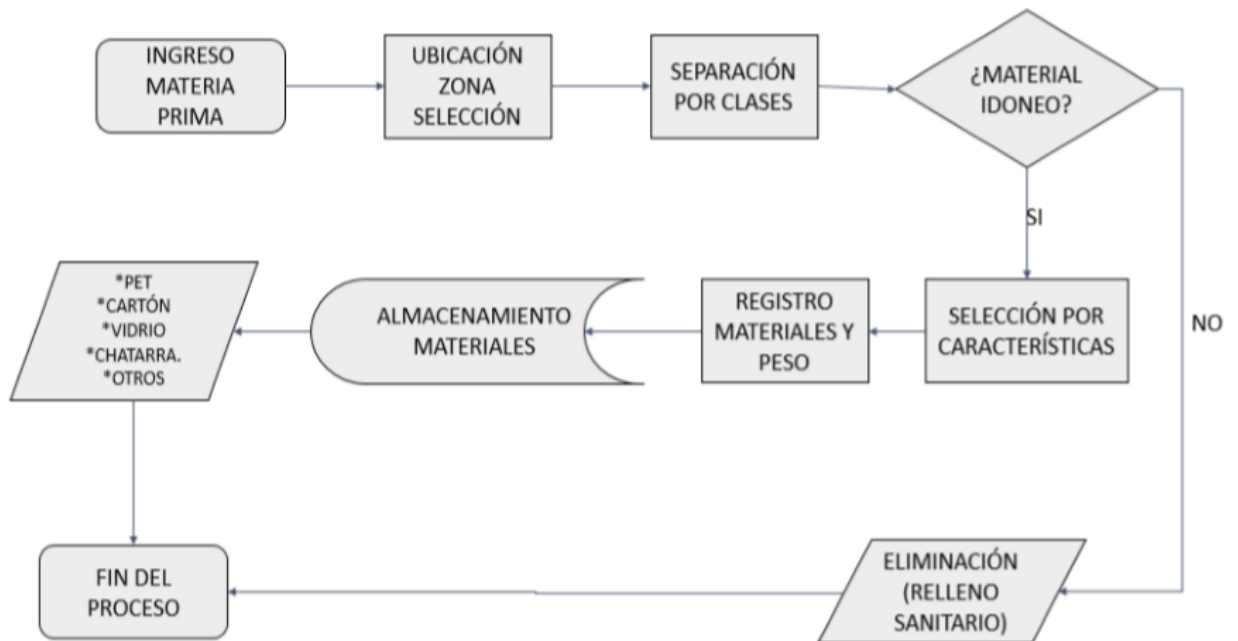 INGRESO
MATERIA
PRIMA
UBICACIÓN
ZONA
SELECCIÓN
SEPARACIÓN
POR CLASES
¿MATERIAL
IDONEO?
SI
NO
SELECCIÓN POR
CARACTERÍSTICAS
REGISTRO
MATERIALES Y
PESO
ALMACENAMIENTO
MATERIALES
*PET
*CARTÓN
*VIDRIO
*CHATARRA.
*OTROS
ELIMINACIÓN
(RELLENO
SANITARIO)
FIN DEL
PROCESO